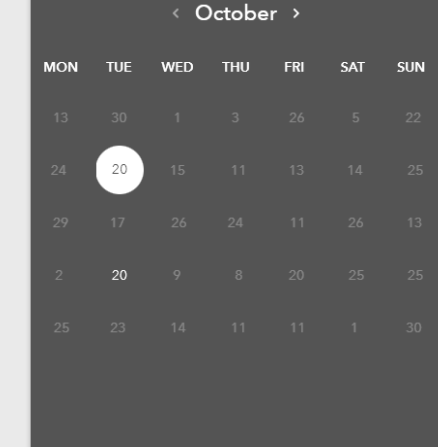 ‹ October ›
MON TUE WED THU FRI SAT SUN
13 30 1 3 26 5 22
24 20 15 11 13 14 25
29 17 26 24 11 26 13
2 20 9 8 20 25 25
25 23 14 11 11 1 30